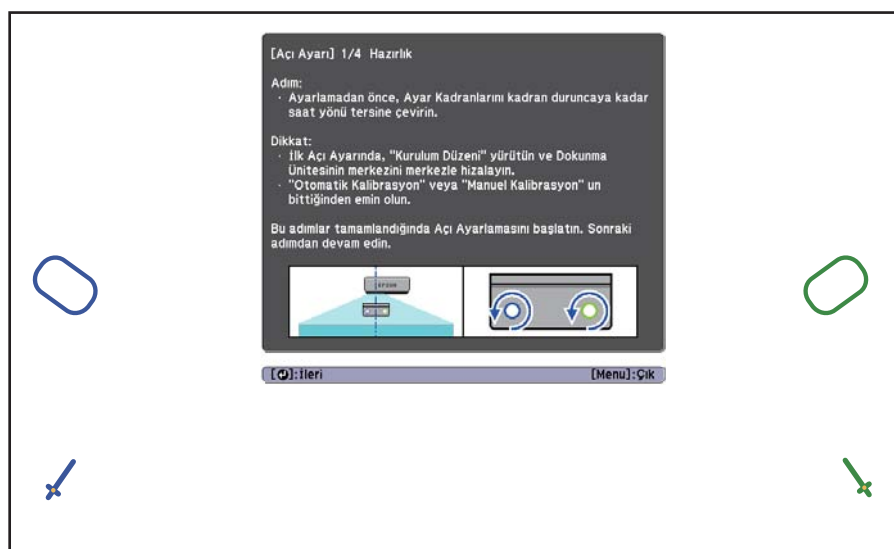 [Açı Ayarı] 1/4 Hazırlık
Adım:
· Ayarlamadan önce, Ayar Kadranlarını kadran duruncaya kadar
saat yönü tersine çevirin.
Dikkat:
· İlk Açı Ayarında, "Kurulum Düzeni" yürütün ve Dokunma
Ünitesinin merkezini merkezle hizalayın.
· "Otomatik Kalibrasyon" veya "Manuel Kalibrasyon" un
bittiğinden emin olun.
Bu adımlar tamamlandığında Açı Ayarlamasını başlatın. Sonraki
adımdan devam edin.
EPSON
[↵]:İleri [Menu]:Çık